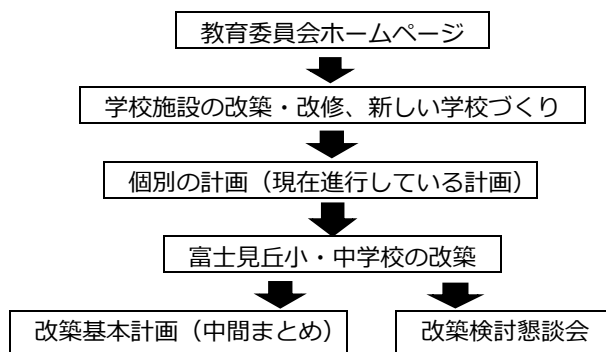 教育委員会ホームページ
学校施設の改築・改修、新しい学校づくり
個別の計画（現在進行している計画）
富士見丘小・中学校の改築
改築基本計画（中間まとめ）
改築検討懇談会